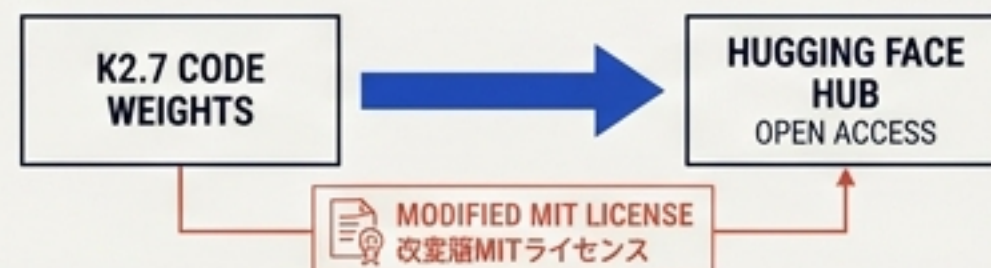 K2.7 CODE
WEIGHTS
HUGGING FACE
HUB
OPEN ACCESS
MODIFIED MIT LICENSE
MITライセンス